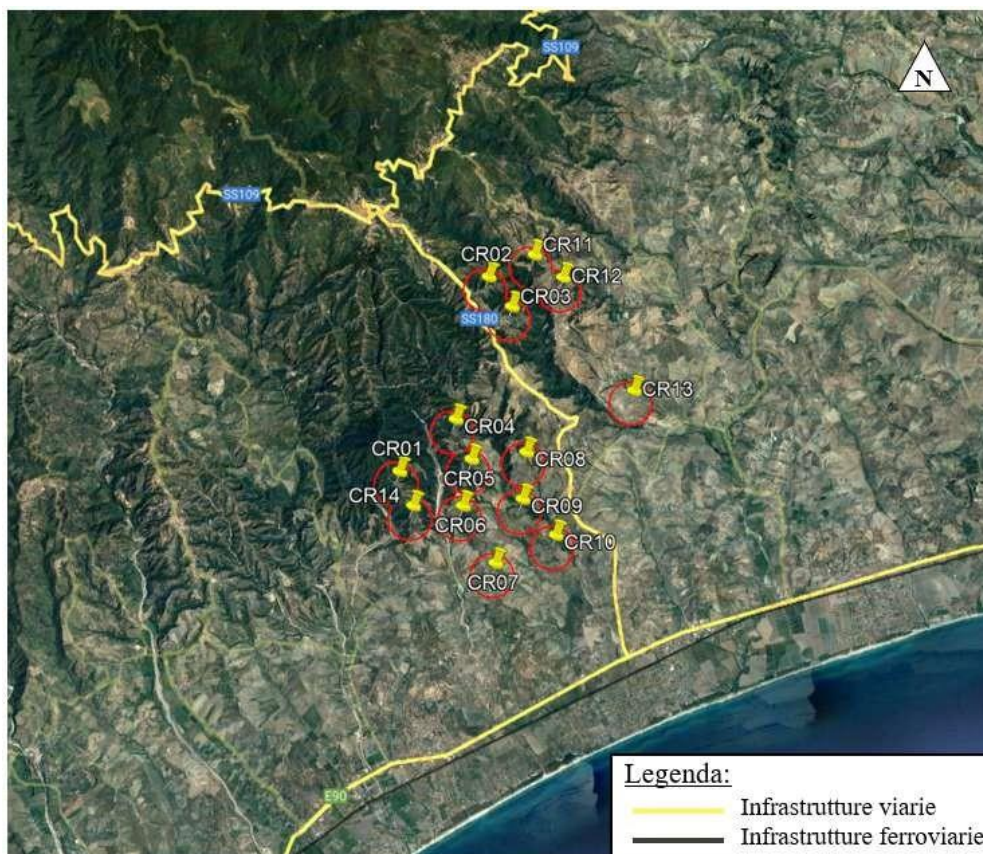 SS109
N
SS109
CR11
CR02
CR12
CR03
SS180
CR13
CR04
CR01
CR08
CR05
CR14
CR09
CR06
CR10
CR07
E90
Legenda:
Infrastrutture viarie
Infrastrutture ferroviarie